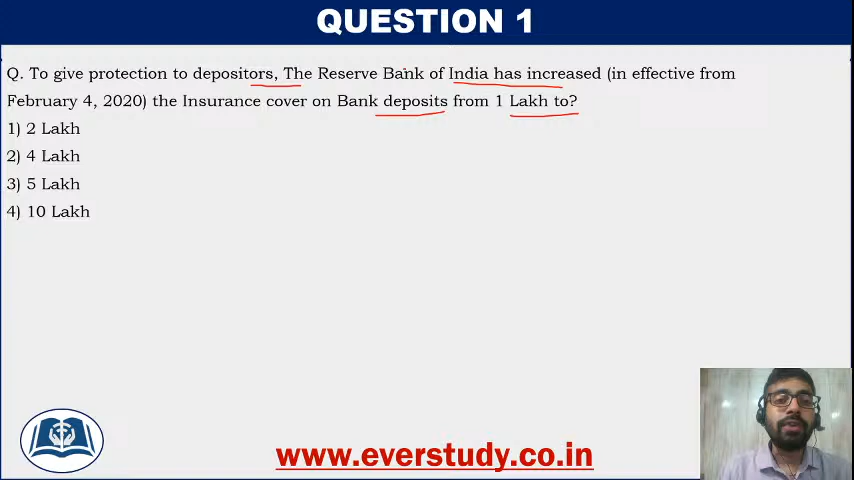 QUESTION 1
Q. To give protection to depositors, The Reserve Bank of India has increased (in effective from
February 4, 2020) the Insurance cover on Bank deposits from 1 Lakh to?
1) 2 Lakh
2) 4 Lakh
3) 5 Lakh
4) 10 Lakh
www.everstudy.co.in